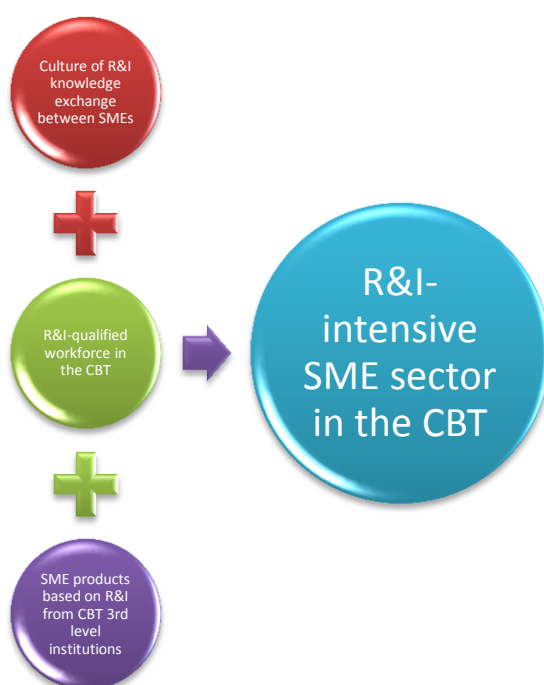 Culture of R&I
knowledge
exchange
between SMEs
R&I-qualified
workforce in
the CBT
SME products
based on R&I
from CBT 3rd
level
institutions
R&I-
intensive
SME sector
in the CBT